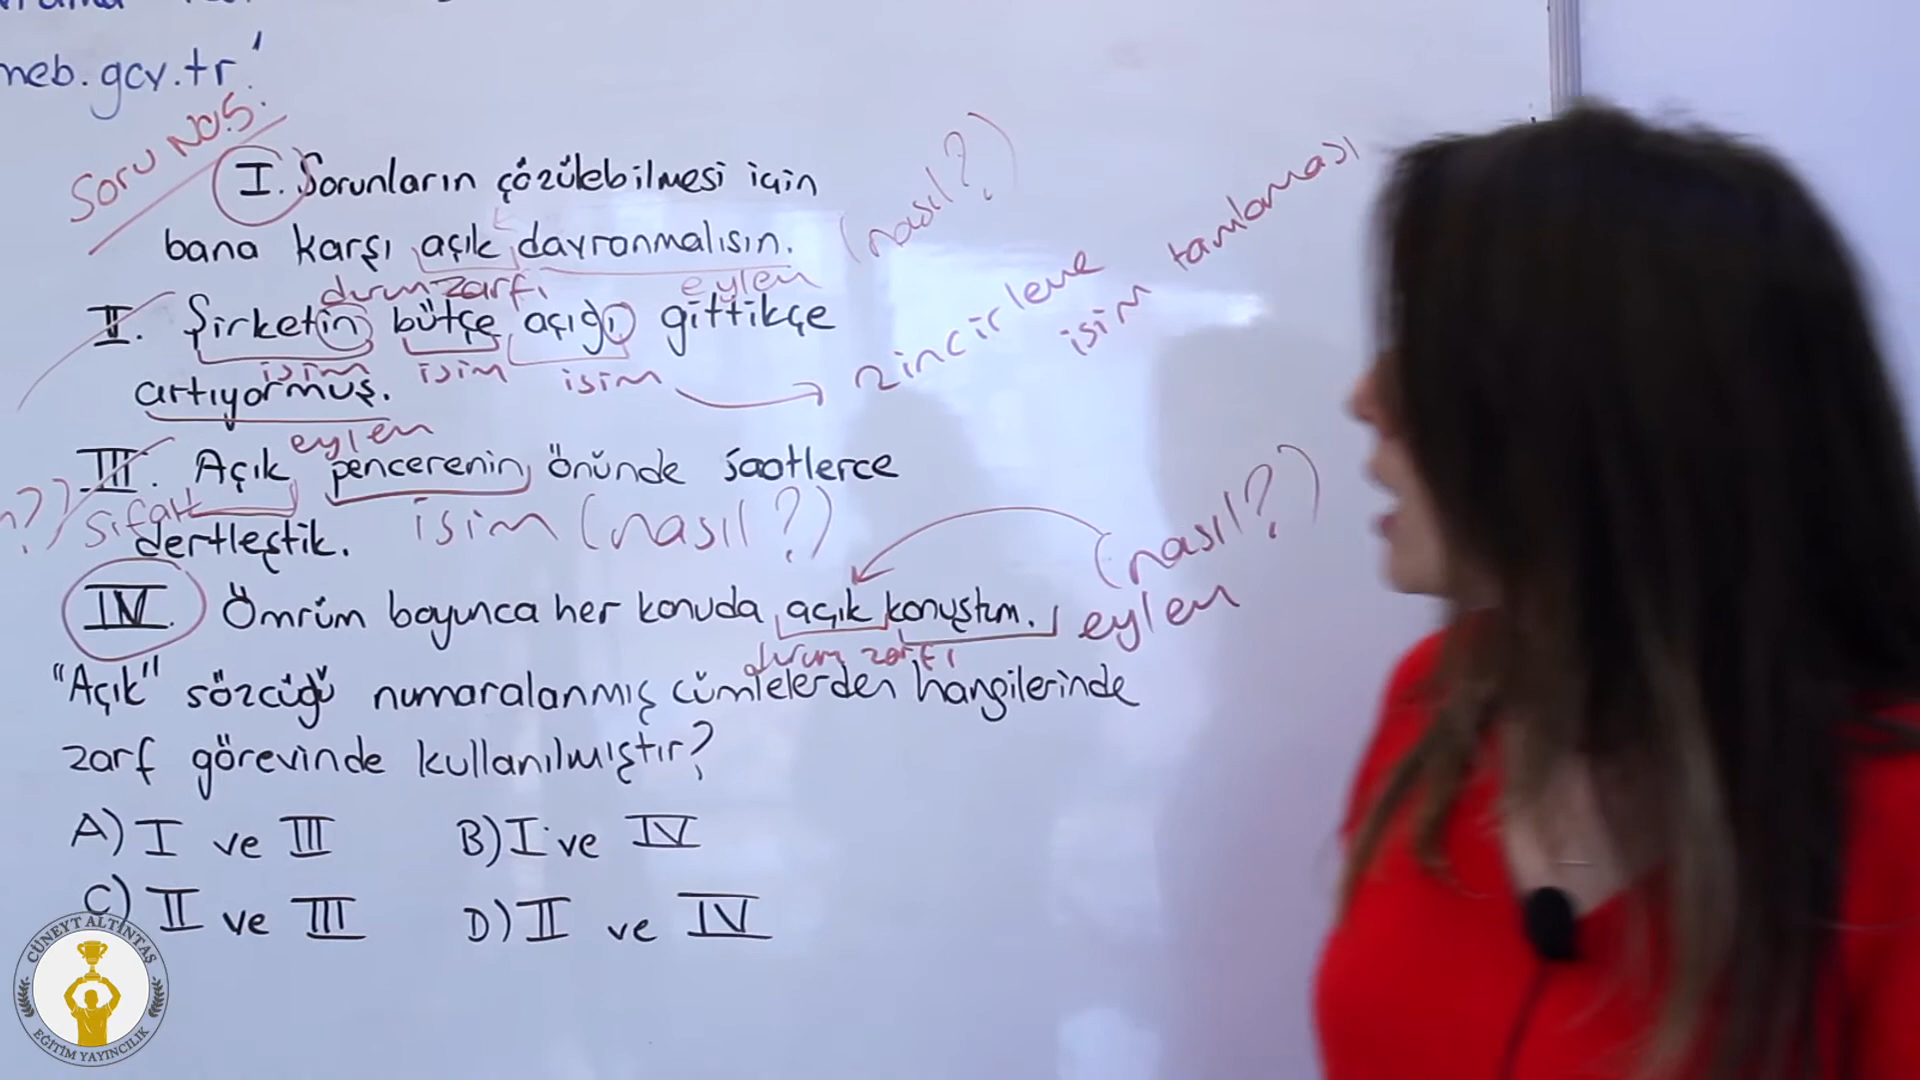 meb.gov.tr'
Soru No:5.
I. Sorunların çözülebilmesi için
bana karşı açık davranmalısın. (nasıl?)
durum zarfı eylem
II. Şirketin bütçe açığı gittikçe
isim isim isim → zincirleme isim tamlaması
artıyormuş.
eylem
III. Açık pencerenin önünde saatlerce
sıfat isim (nasıl?)
dertleştik.
IV. Ömrüm boyunca her konuda açık konuştum. eylem (nasıl?)
durum zarfı
"Açık" sözcüğü numaralanmış cümlelerden hangilerinde
zarf görevinde kullanılmıştır?
A) I ve III B) I ve IV
C) II ve III D) II ve IV
CÜNEYT ALTINTAŞ
EĞİTİM YAYINCILIK